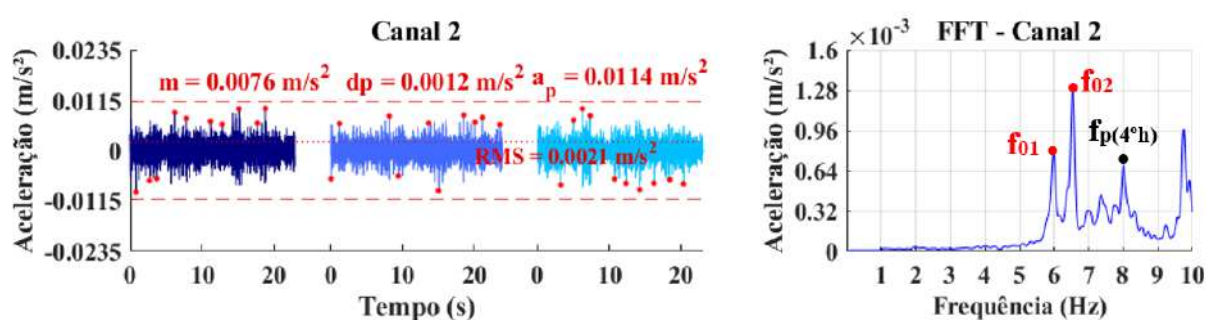 Canal 2
Aceleração (m/s²)
0.0235
0.0115
0
-0.0115
-0.0235
m = 0.0076 m/s² dp = 0.0012 m/s² a_p = 0.0114 m/s²
RMS = 0.0021 m/s²
0 10 20 0 10 20 0 10 20
Tempo (s)
FFT - Canal 2
×10⁻³
Aceleração (m/s²)
1.6
1.28
0.96
0.64
0.32
0
f01
f02
fp(4ºh)
1 2 3 4 5 6 7 8 9 10
Frequência (Hz)